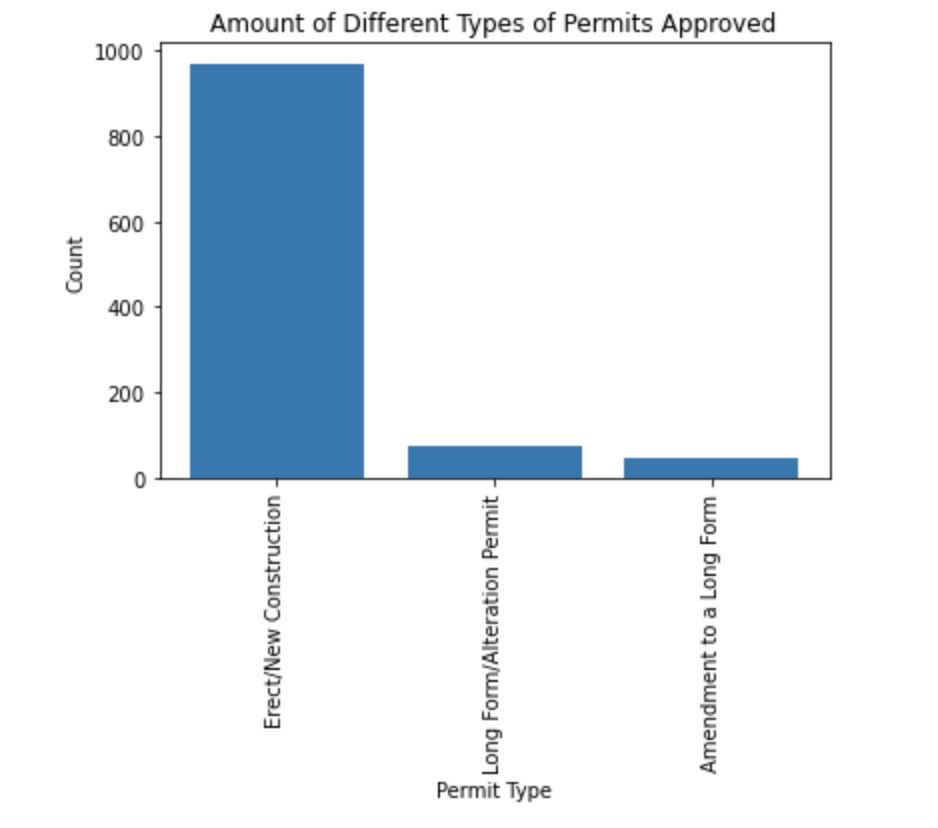 Amount of Different Types of Permits Approved
1000
800
600
400
200
0
Count
Erect/New Construction
Long Form/Alteration Permit
Amendment to a Long Form
Permit Type